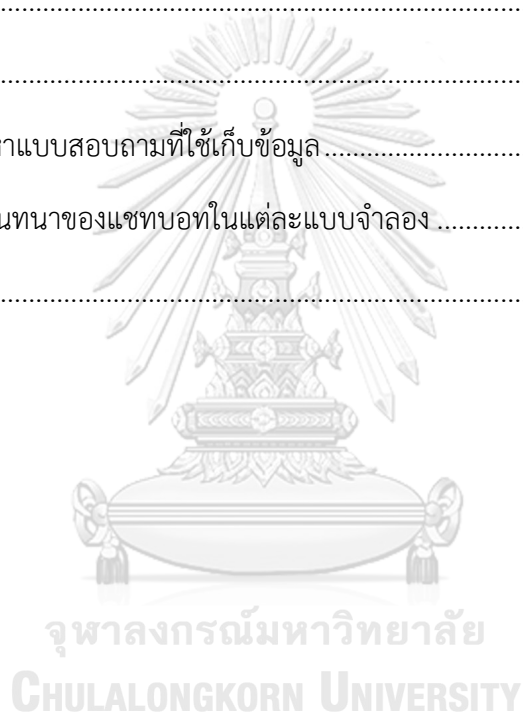 ................................................................
................................................................
าแบบสอบถามที่ใช้เก็บข้อมูล.........................
นทนาของแชทบอทในแต่ละแบบจำลอง............
................................................................
จุฬาลงกรณ์มหาวิทยาลัย
CHULALONGKORN UNIVERSITY